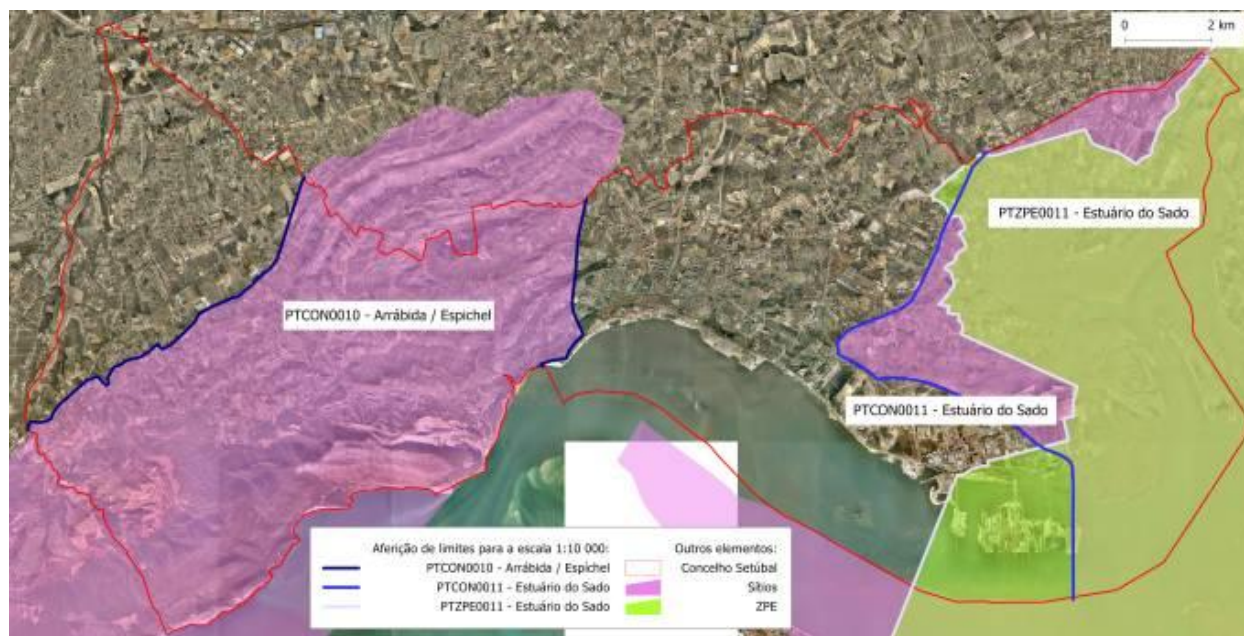 0 2 km
PTZPE0011 - Estuário do Sado
PTCON0010 - Arrábida / Espichel
PTCON0011 - Estuário do Sado
Aferição de limites para a escala 1:10 000:
PTCON0010 - Arrábida / Espíchel
PTCON0011 - Estuário do Sado
PTZPE0011 - Estuário do Sado
Outros elementos:
Concelho Setúbal
Sítios
ZPE